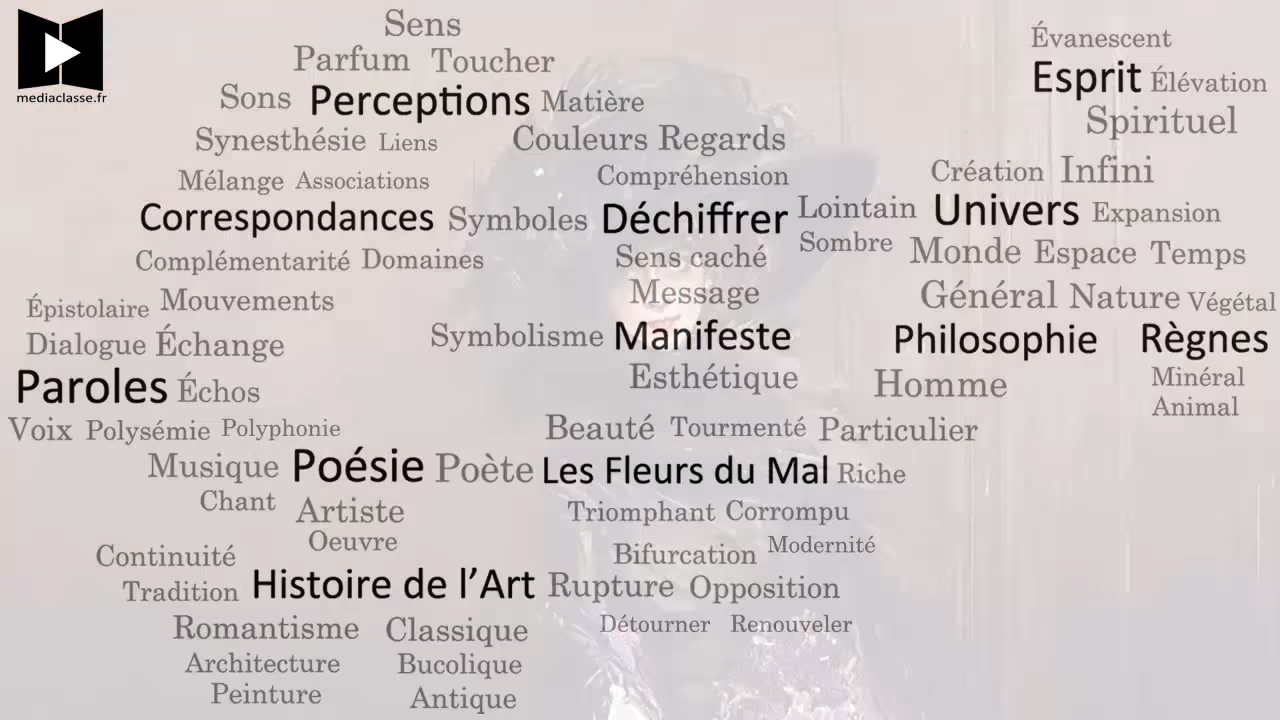 mediaclasse.fr
Sens
Parfum Toucher
Sons Perceptions Matière
Synesthésie Liens
Couleurs Regards
Évanescent
Esprit Élévation
Spirituel
Mélange Associations
Compréhension
Correspondances Symboles Déchiffrer
Complémentarité Domaines
Sens caché
Message
Création Infini
Lointain Univers Expansion
Sombre Monde Espace Temps
Général Nature Végétal
Philosophie Règnes
Homme
Minéral
Animal
Épistolaire Mouvements
Dialogue Échange
Paroles Échos
Voix Polysémie Polyphonie
Symbolisme Manifeste
Esthétique
Beauté Tourmenté Particulier
Musique Poésie Poète Les Fleurs du Mal Riche
Chant Artiste
Oeuvre
Triomphant Corrompu
Bifurcation Modernité
Continuité
Tradition Histoire de l’Art Rupture Opposition
Détourner Renouveler
Romantisme Classique
Architecture Bucolique
Peinture Antique